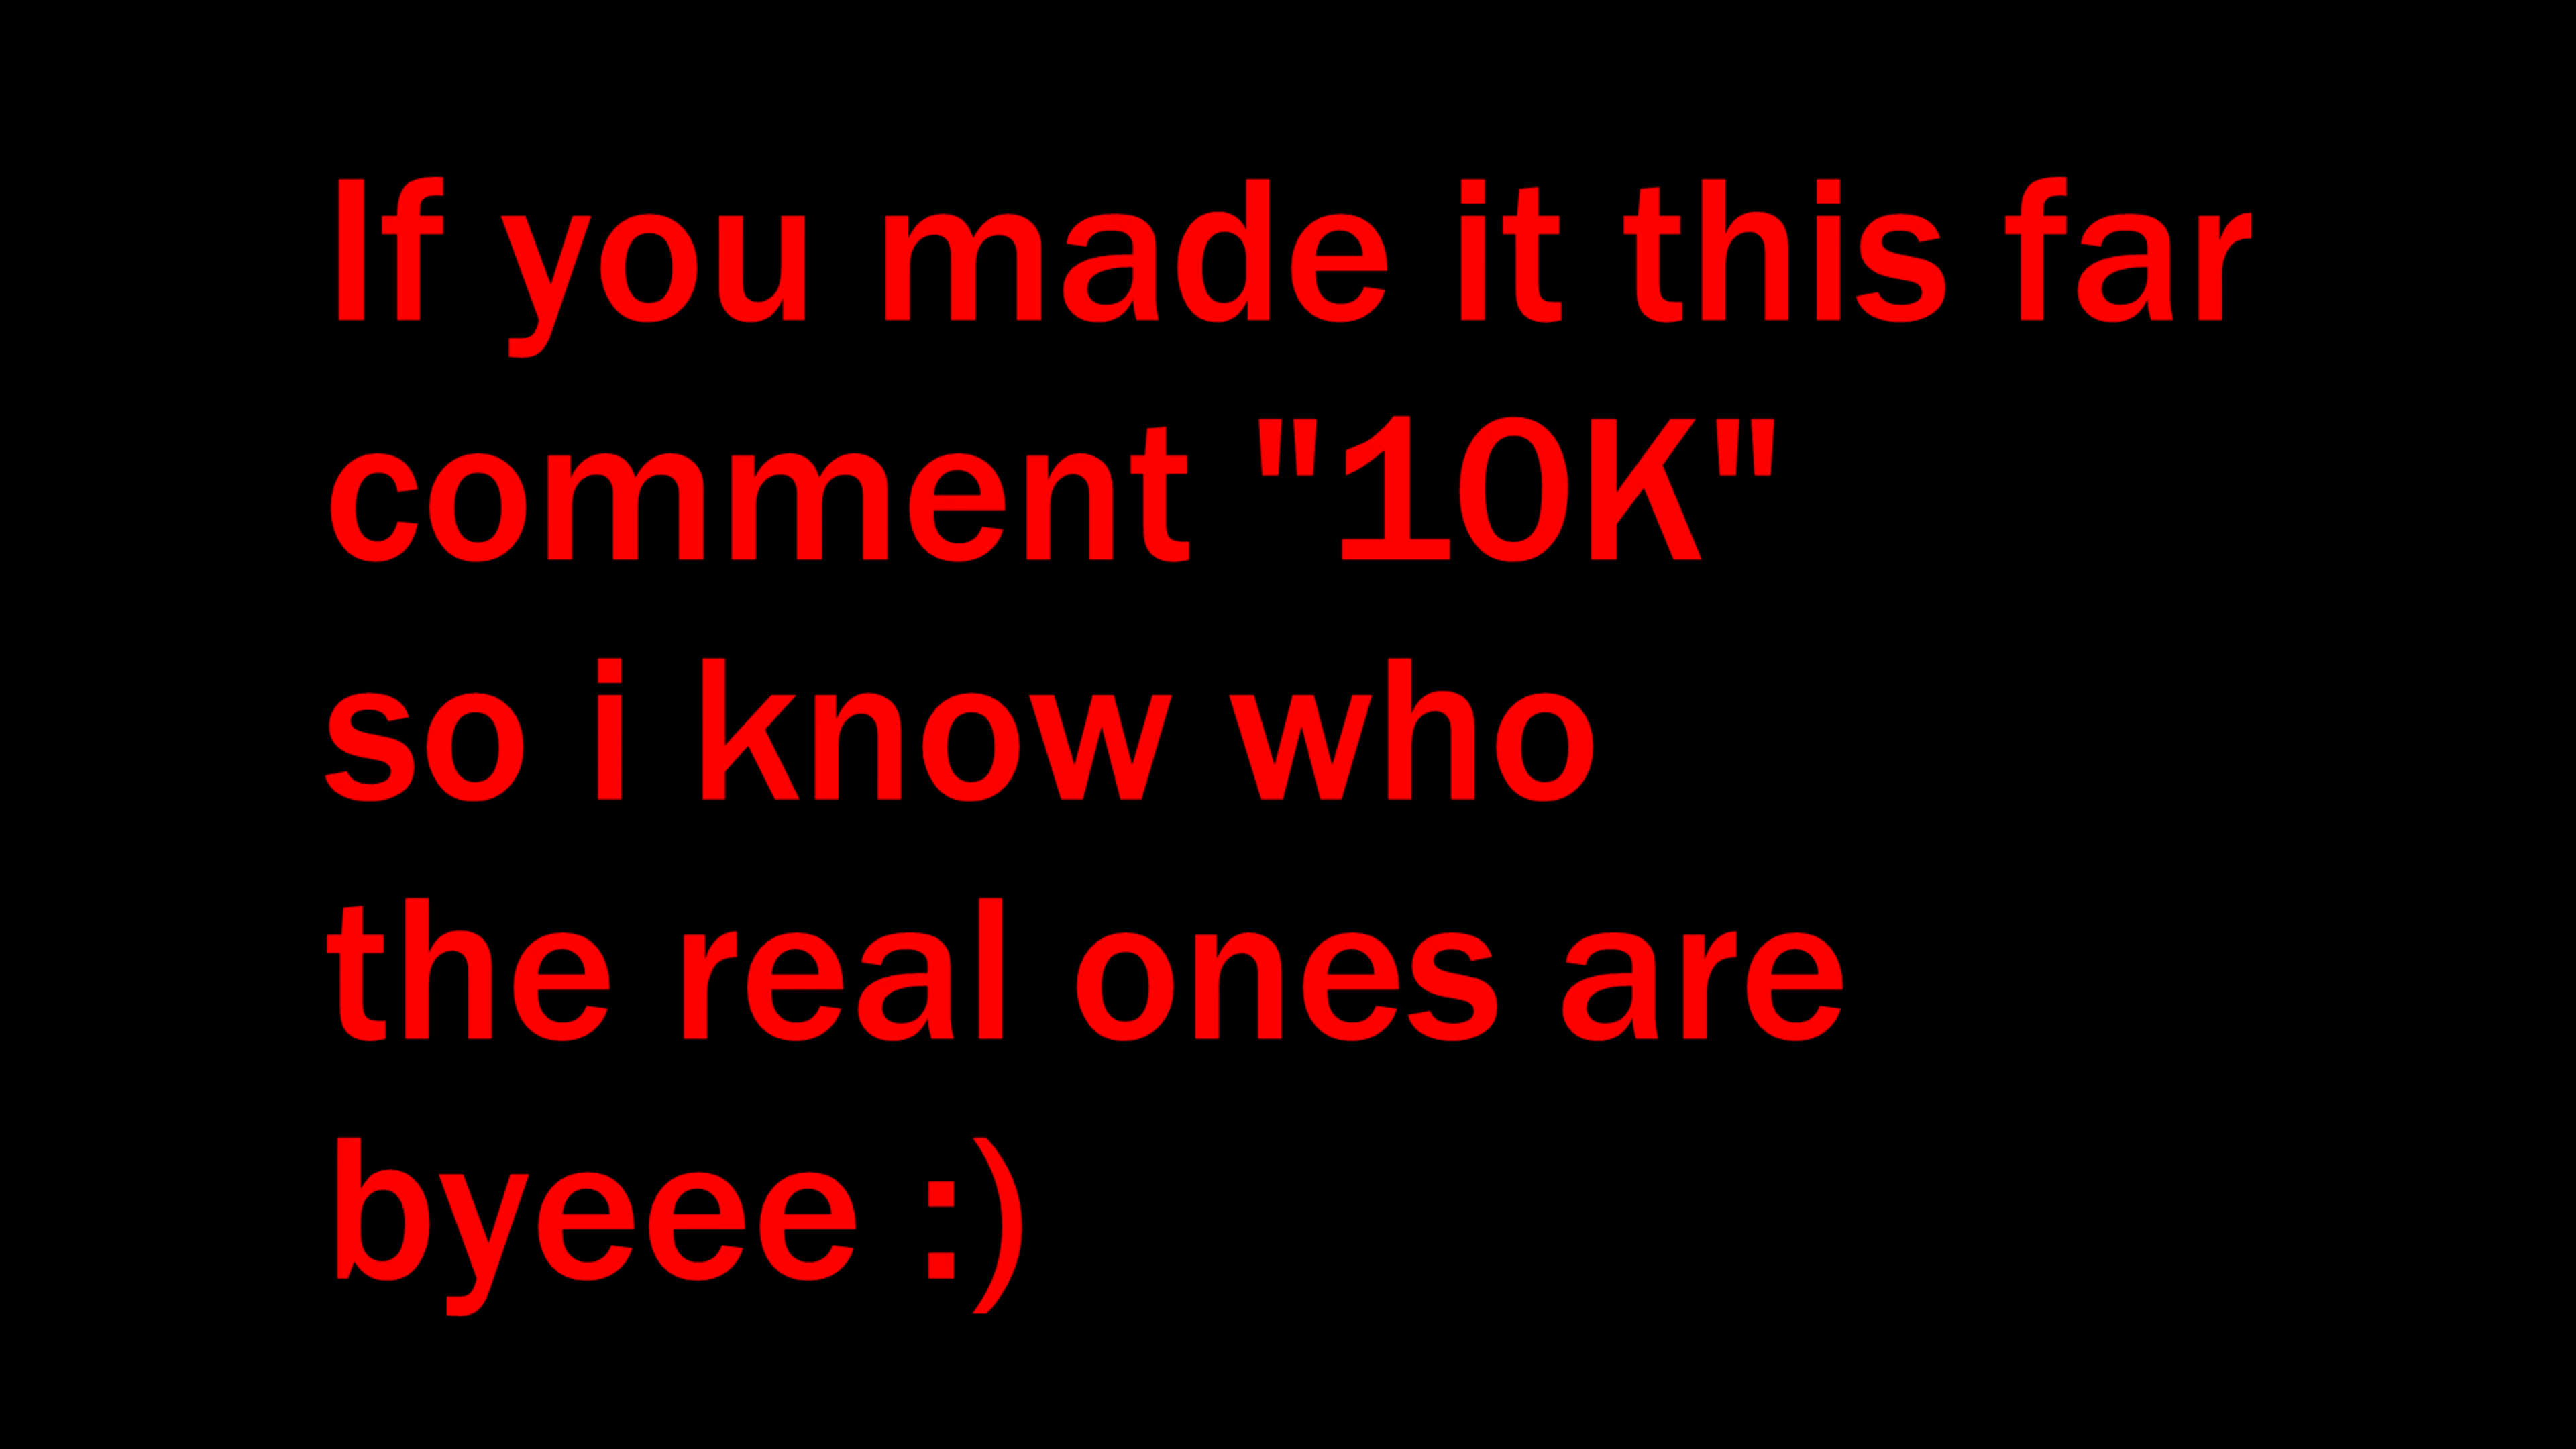 If you made it this far
comment "10K"
so i know who
the real ones are
byeee :)